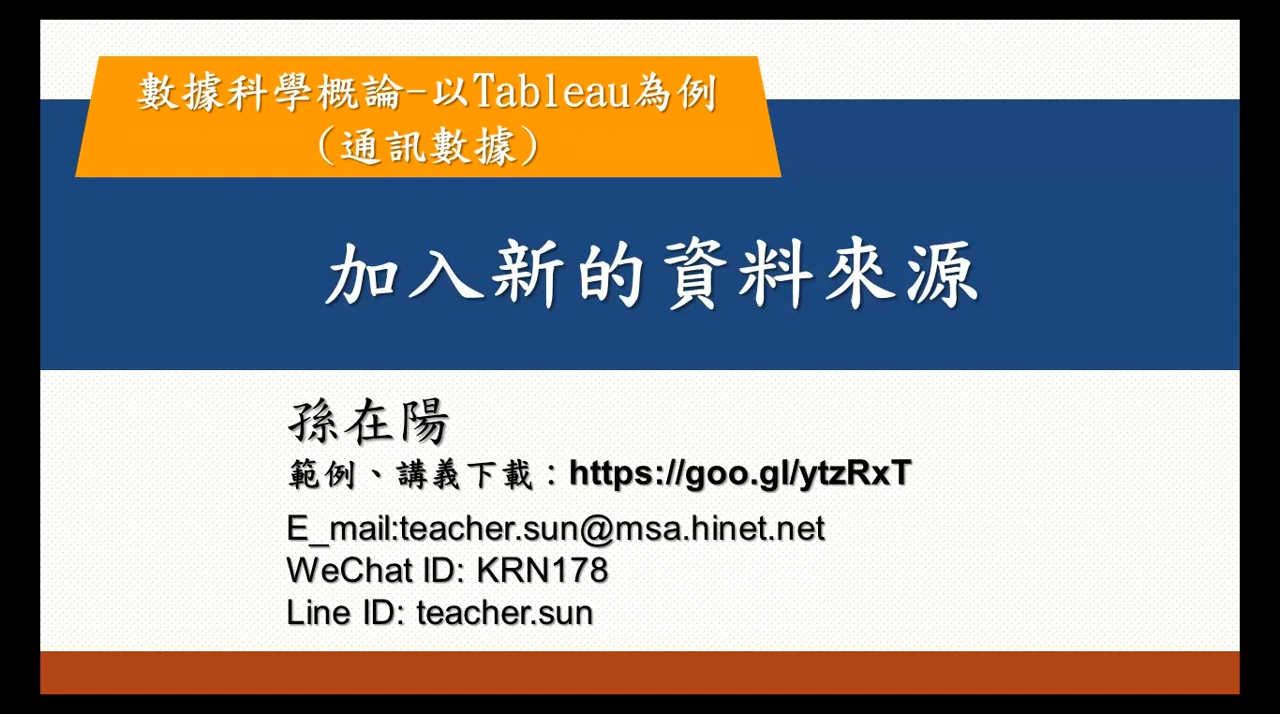 數據科學概論-以Tableau為例
(通訊數據)
加入新的資料來源
孫在陽
範例、講義下載：https://goo.gl/ytzRxT
E_mail:teacher.sun@msa.hinet.net
WeChat ID: KRN178
Line ID: teacher.sun